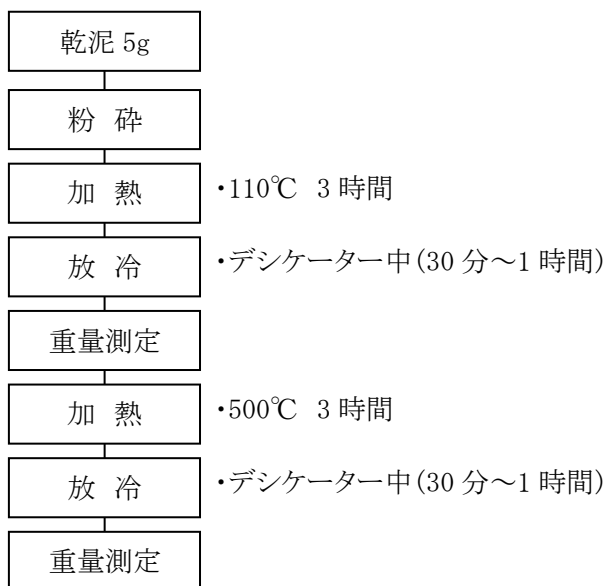 乾泥 5g
粉 砕
加 熱 ・110℃ 3 時間
放 冷 ・デシケーター中(30 分～1 時間)
重量測定
加 熱 ・500℃ 3 時間
放 冷 ・デシケーター中(30 分～1 時間)
重量測定